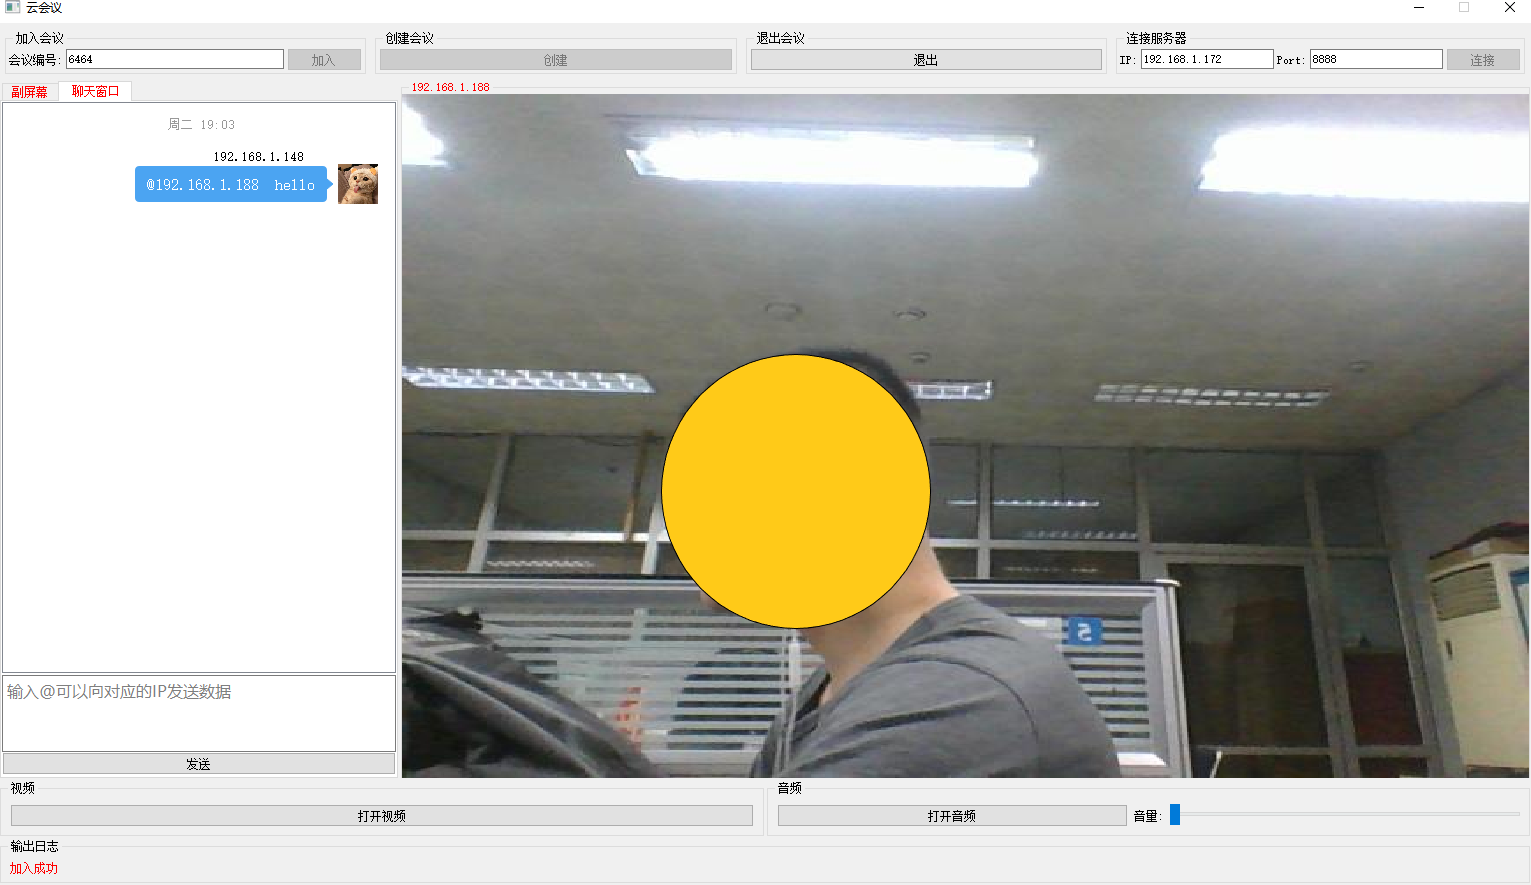 云会议
加入会议
会议编号: 6464 加入
创建会议
创建
退出会议
退出
连接服务器
IP: 192.168.1.172 Port: 8888 连接
副屏幕 聊天窗口
192.168.1.188
周二 19:03
192.168.1.148
@192.168.1.188 hello
输入@可以向对应的IP发送数据
发送
视频
打开视频
音频
打开音频 音量:
输出日志
加入成功